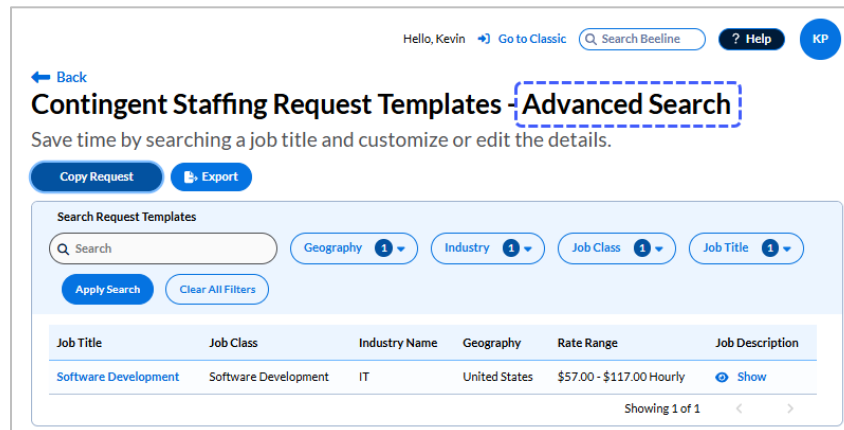 Hello, Kevin Go to Classic Search Beeline ? Help KP
Back
Contingent Staffing Request Templates - Advanced Search
Save time by searching a job title and customize or edit the details.
Copy Request Export
Search Request Templates
Search Geography 1 Industry 1 Job Class 1 Job Title 1
Apply Search Clear All Filters
Job Title Job Class Industry Name Geography Rate Range Job Description
Software Development Software Development IT United States $57.00 - $117.00 Hourly Show
Showing 1 of 1